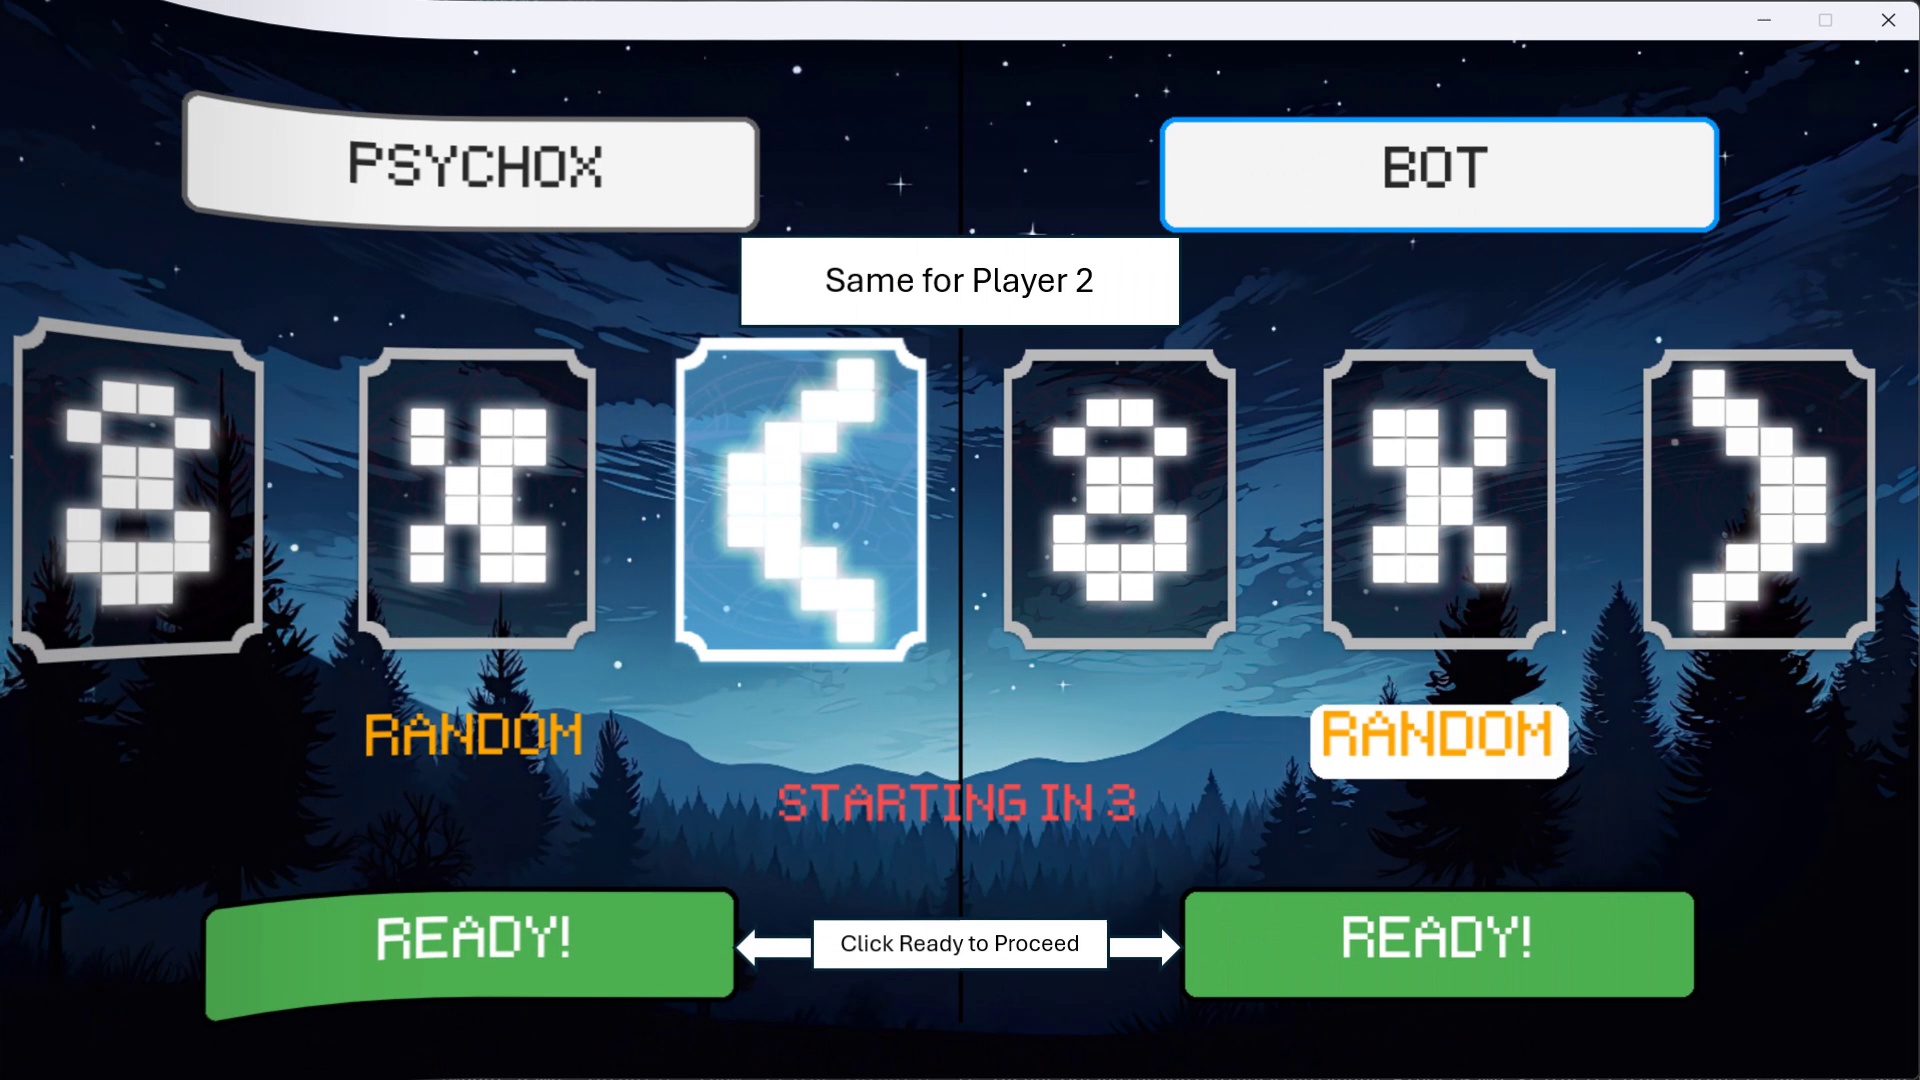 PSYCHOX
BOT
Same for Player 2
RANDOM
RANDOM
STARTING IN 3
READY!
Click Ready to Proceed
READY!